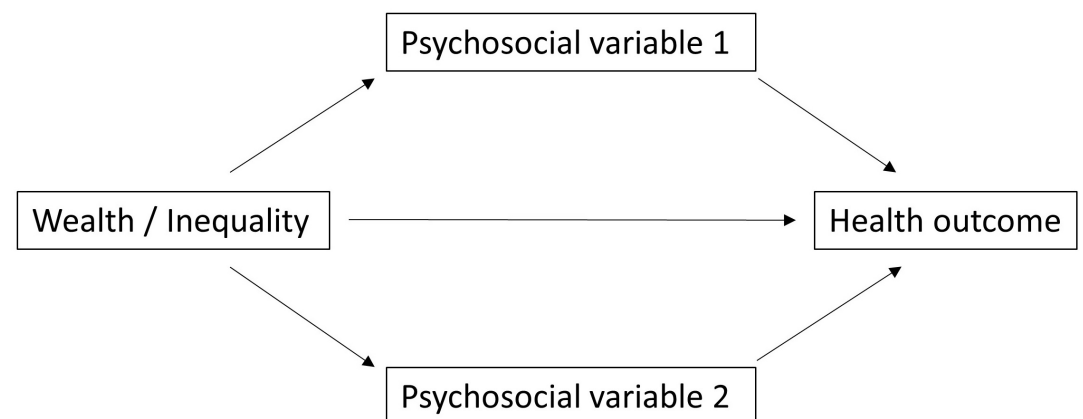 Psychosocial variable 1
Wealth / Inequality
Health outcome
Psychosocial variable 2